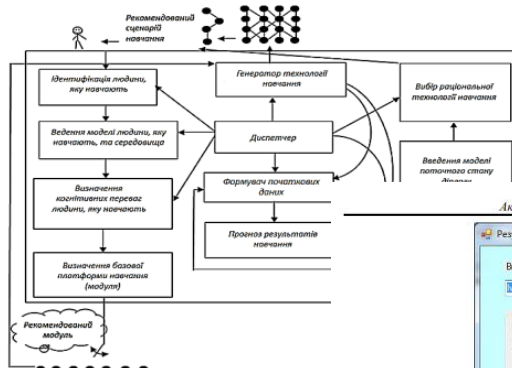 Рекомендований
сценарій
навчання
Ідентифікація людини,
яку навчають
Генератор технології
навчання
Вибір раціональної
технології навчання
Ведення моделі людини, яку
навчають, та середовища
Диспетчер
Введення моделі
поточного стану
Визначення
когнітивних переваг
людини, яку навчають
Формувач початкових
даних
Прогноз результатів
навчання
Визначення базової
платформи навчання
(модуля)
Рекомендований
модуль
Ак
Рез
В